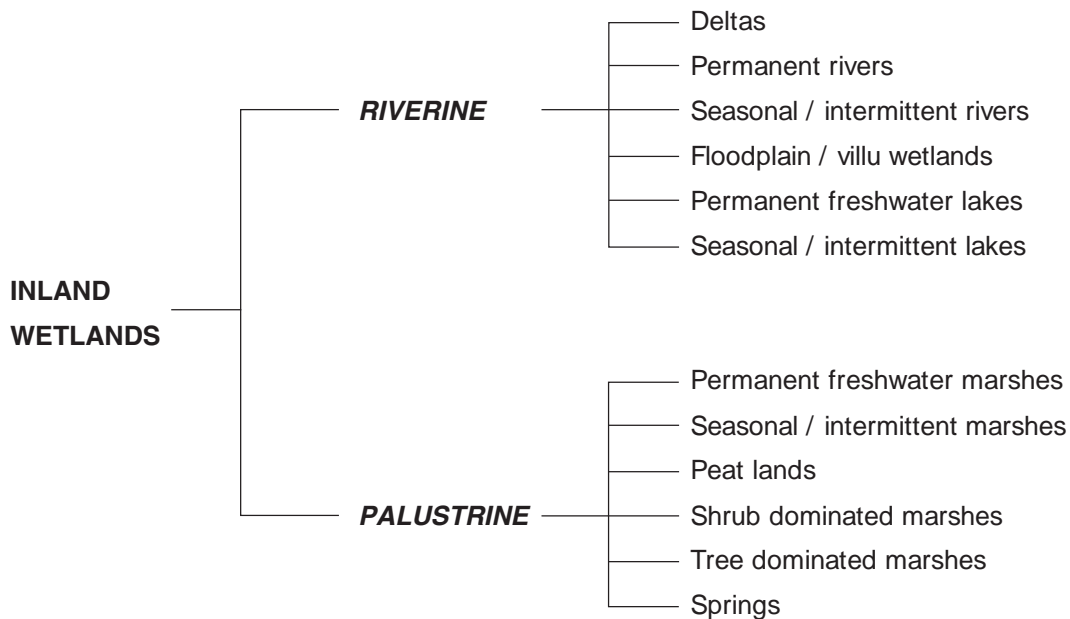 Deltas
Permanent rivers
RIVERINE
Seasonal / intermittent rivers
Floodplain / villu wetlands
Permanent freshwater lakes
Seasonal / intermittent lakes
INLAND
WETLANDS
Permanent freshwater marshes
Seasonal / intermittent marshes
Peat lands
PALUSTRINE
Shrub dominated marshes
Tree dominated marshes
Springs